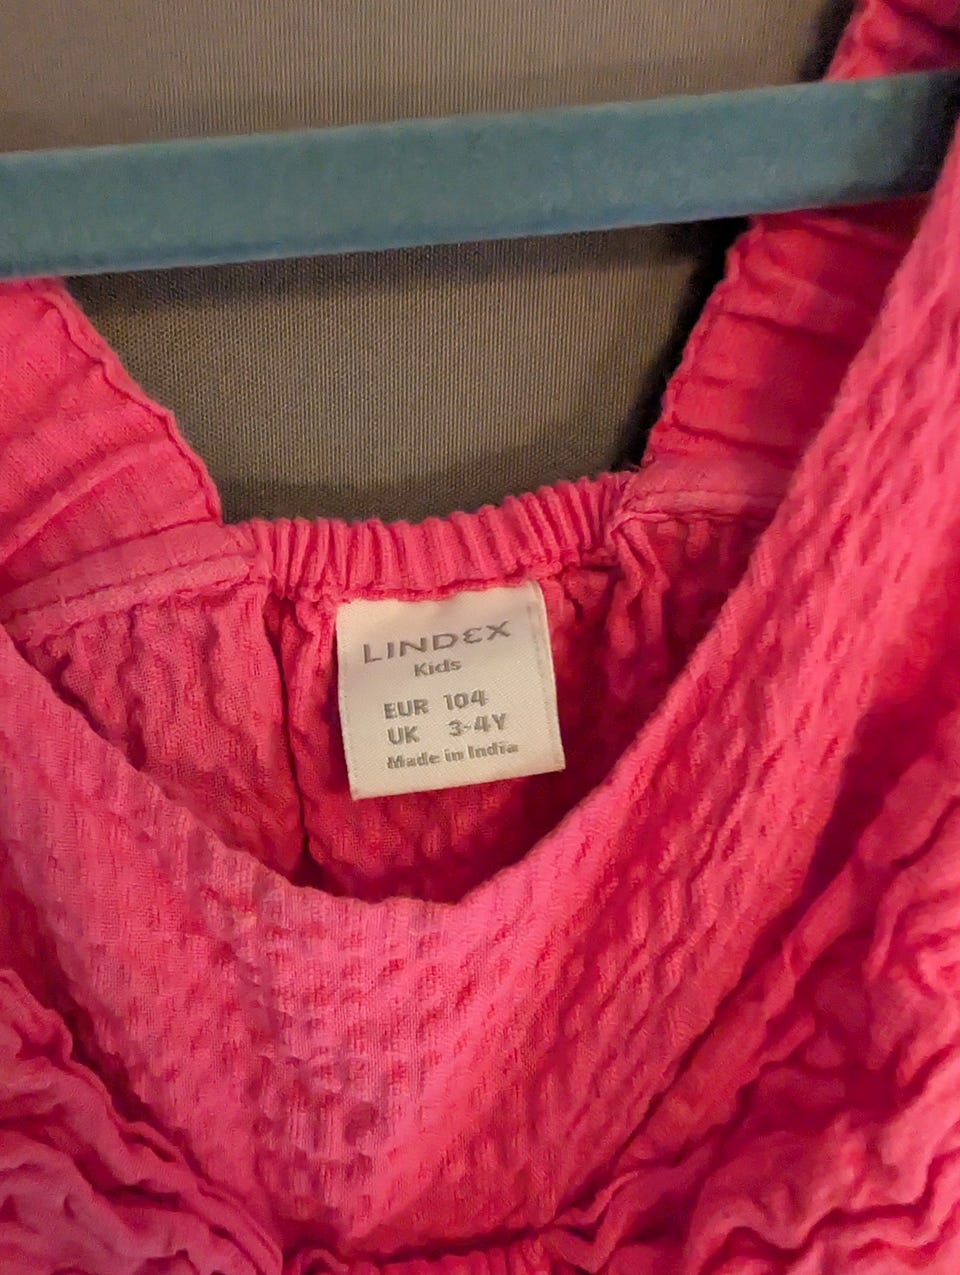 LINDEX
Kids
EUR 104
UK 3-4Y
Made in India